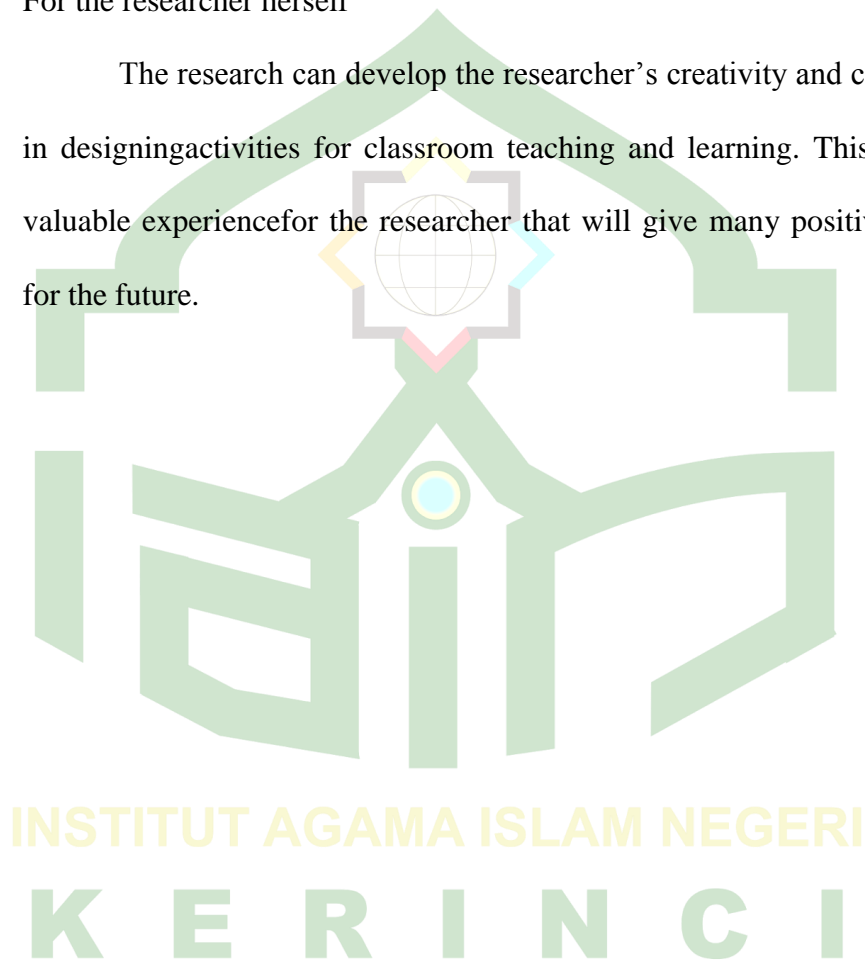 For the researcher herself
The research can develop the researcher's creativity and
in designingactivities for classroom teaching and learning. This
valuable experiencefor the researcher that will give many
for the future.
INSTITUT AGAMA ISLAM NEGERI
KERINCI